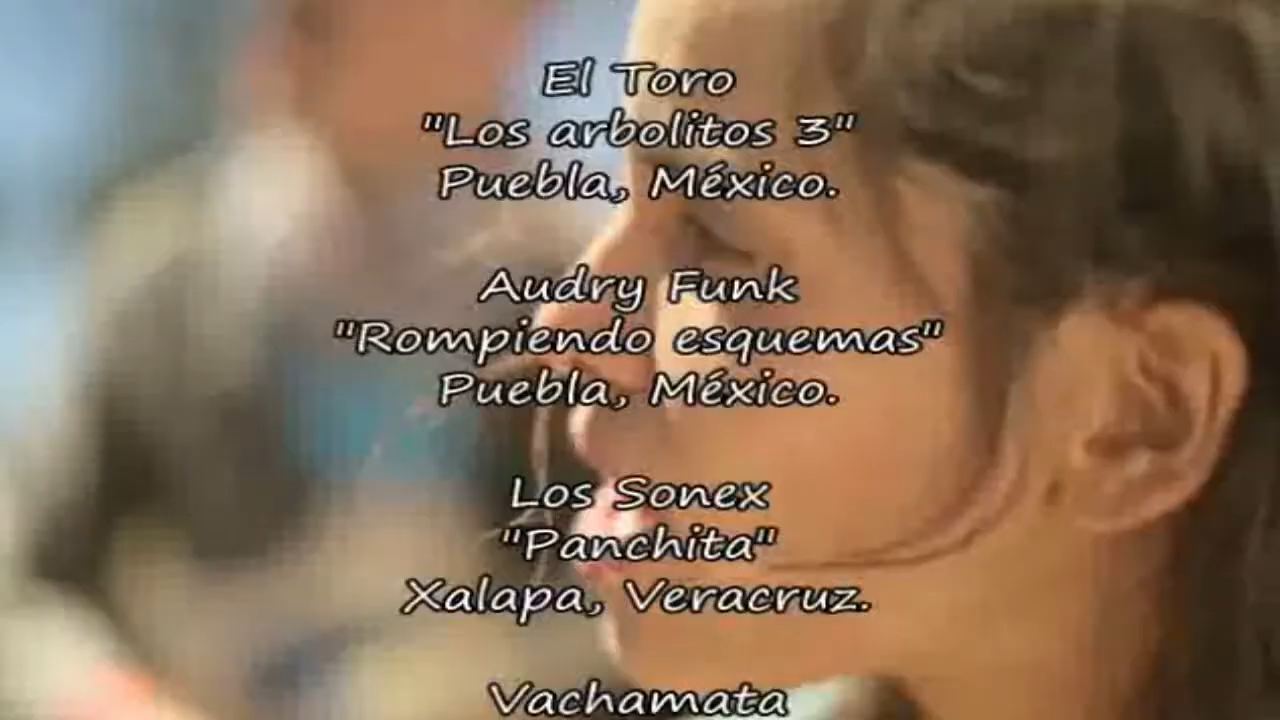 El Toro
"Los arbolitos 3"
Puebla, México.
Audry Funk
"Rompiendo esquemas"
Puebla, México.
Los Sonex
"Panchita"
Xalapa, Veracruz.
Vachamata